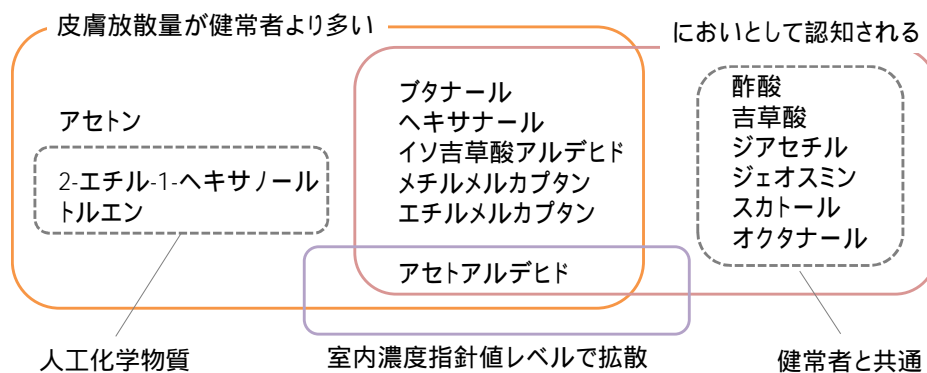 皮膚放散量が健常者より多い
においとして認知される
アセトン
2-エチル-1-ヘキサノール
トルエン
ブタナール
ヘキサナール
イソ吉草酸アルデヒド
メチルメルカプタン
エチルメルカプタン
アセトアルデヒド
酢酸
吉草酸
ジアセチル
ジェオスミン
スカトール
オクタナール
人工化学物質
室内濃度指針値レベルで拡散
健常者と共通